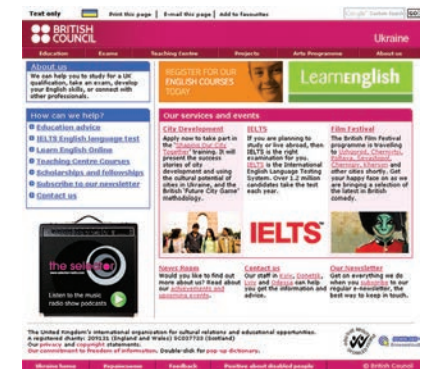 Text only
Print this page | E-mail this page | Add to favourites
Google™ Custom Search GO
BRITISH
COUNCIL
Ukraine
Education Exams Teaching Centre Projects Arts Programme About us
About us
We can help you to study for a UK
qualification, take an exam, develop
your English skills, or connect with
other professionals.
REGISTER FOR OUR
ENGLISH COURSES
TODAY
LearnEnglish
How can we help?
Education advice
IELTS English language test
Learn English Online
Teaching Centre Courses
Scholarships and fellowships
Subscribe to our newsletter
Contact us
the selector
Listen to the music
radio show podcasts
Our services and events
City Development
Apply now to take part
in the "Shaping Our City
Together" training. It will
present the success
stories of city
development and using
the cultural potential of
cities in Ukraine, and the
British 'Future City Game'
methodology.
IELTS
If you are planning to
study or live abroad, then
IELTS is the right
examination for you.
IELTS is the International
English Language Testing
System. Over 1.2 million
candidates take the test
each year.
IELTS™
Film Festival
The British Film Festival
programme is travelling
to Uzhgorod, Chernivtsi,
Poltava, Sevastopol,
Chernigiv, Kherson and
other cities shortly. Get
your happy face on as we
are bringing a selection of
the latest in British
comedy.
News Room
Would you like to find out
more about us? Read about
our achievements and
upcoming events.
Contact us
Our staff in Kyiv, Donetsk,
Lviv and Odessa can help
you get the information and
advice.
Our Newsletter
Get on everything we do
when you subscribe to our
regular e-newsletter, the
best way to keep in touch.
The United Kingdom's international organisation for cultural relations and educational opportunities.
A registered charity: 209131 (England and Wales) SC037733 (Scotland)
Our privacy and copyright statements.
Our commitment to freedom of information. Double-click for pop-up dictionary.
Ukraine home
Feedback
Positive about disabled people
© British Council